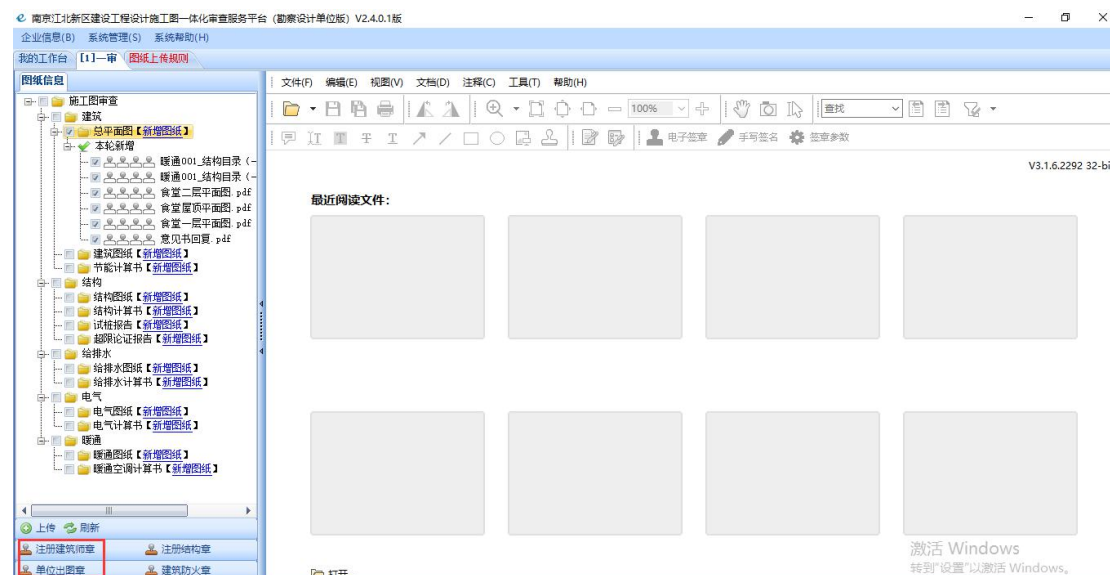 南京江北新区建设工程设计施工图一体化审查服务平台（勘察设计单位版）V2.4.0.1版
企业信息(B) 系统管理(S) 系统帮助(H)
我的工作台 [1]—审 图纸上传规则
图纸信息
施工图审查
建筑
总平面图【新增图纸】
本轮新增
暖通001_结构目录（一
暖通001_结构目录（一
食堂二层平面图.pdf
食堂屋顶平面图.pdf
食堂一层平面图.pdf
意见书回复.pdf
建筑图纸【新增图纸】
节能计算书【新增图纸】
结构
结构图纸【新增图纸】
结构计算书【新增图纸】
试桩报告【新增图纸】
超限论证报告【新增图纸】
给排水
给排水图纸【新增图纸】
给排水计算书【新增图纸】
电气
电气图纸【新增图纸】
电气计算书【新增图纸】
暖通
暖通图纸【新增图纸】
暖通空调计算书【新增图纸】
上传 刷新
注册建筑师章 注册结构章
单位出图章 建筑防火章
文件(F) 编辑(E) 视图(V) 文档(D) 注释(C) 工具(T) 帮助(H)
100% 查找
电子签章 手写签名 签章参数
V3.1.6.2292 32-bi
最近阅读文件：
打开
激活 Windows
转到"设置"以激活 Windows。